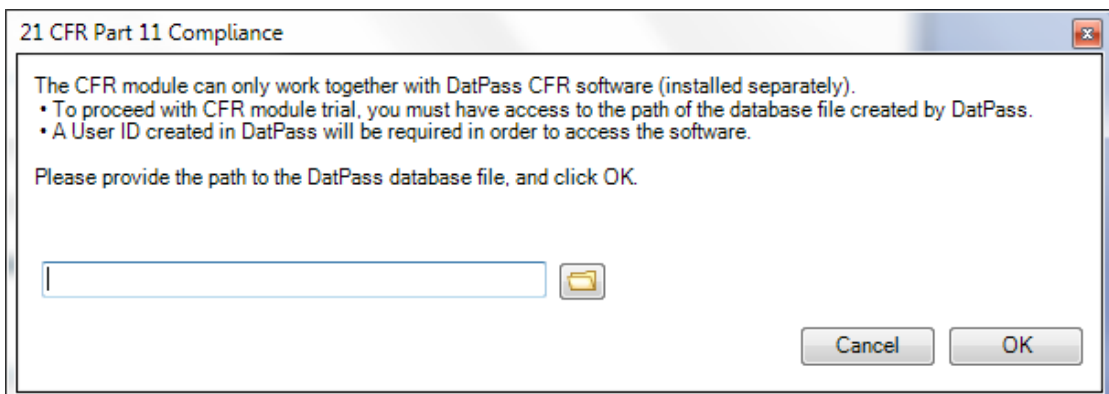 21 CFR Part 11 Compliance
The CFR module can only work together with DatPass CFR software (installed separately).
• To proceed with CFR module trial, you must have access to the path of the database file created by DatPass.
• A User ID created in DatPass will be required in order to access the software.
Please provide the path to the DatPass database file, and click OK.
Cancel OK